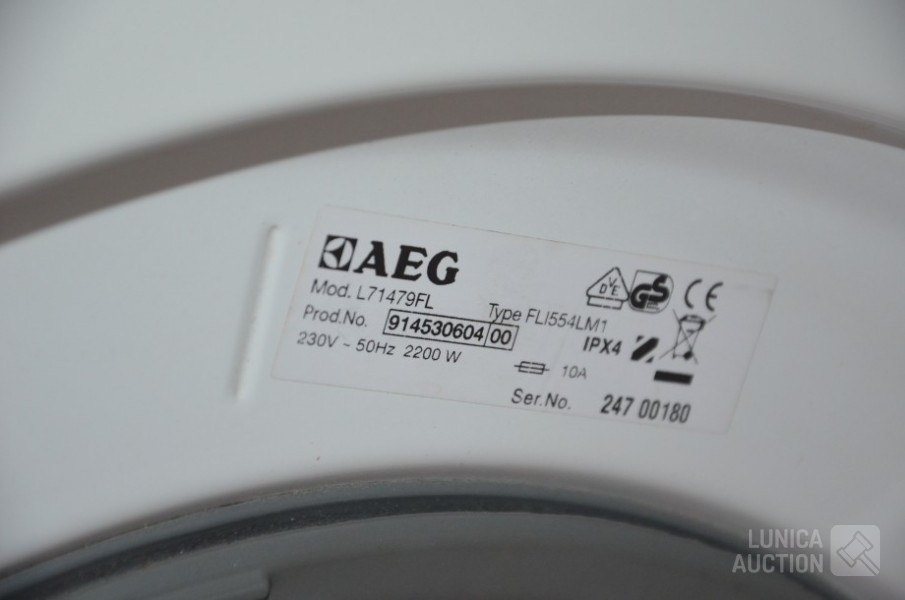 AEG
Mod. L71479FL
Type FLI554LM1
Prod.No. 914530604 00
230V ~ 50Hz 2200 W
IPX4
10A
Ser.No. 247 00180
VDE
GS
CE
LUNICA
AUCTION